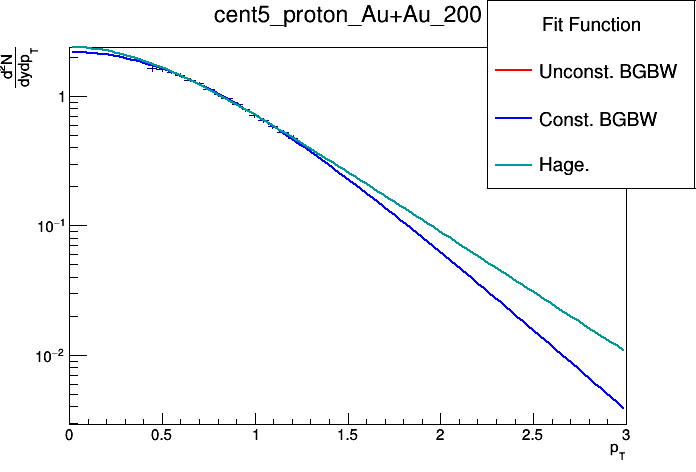 cent5_proton_Au+Au_200
Fit Function
Unconst. BGBW
Const. BGBW
Hage.
d²N
dydp_T
1
10⁻¹
10⁻²
0 0.5 1 1.5 2 2.5 3
p_T